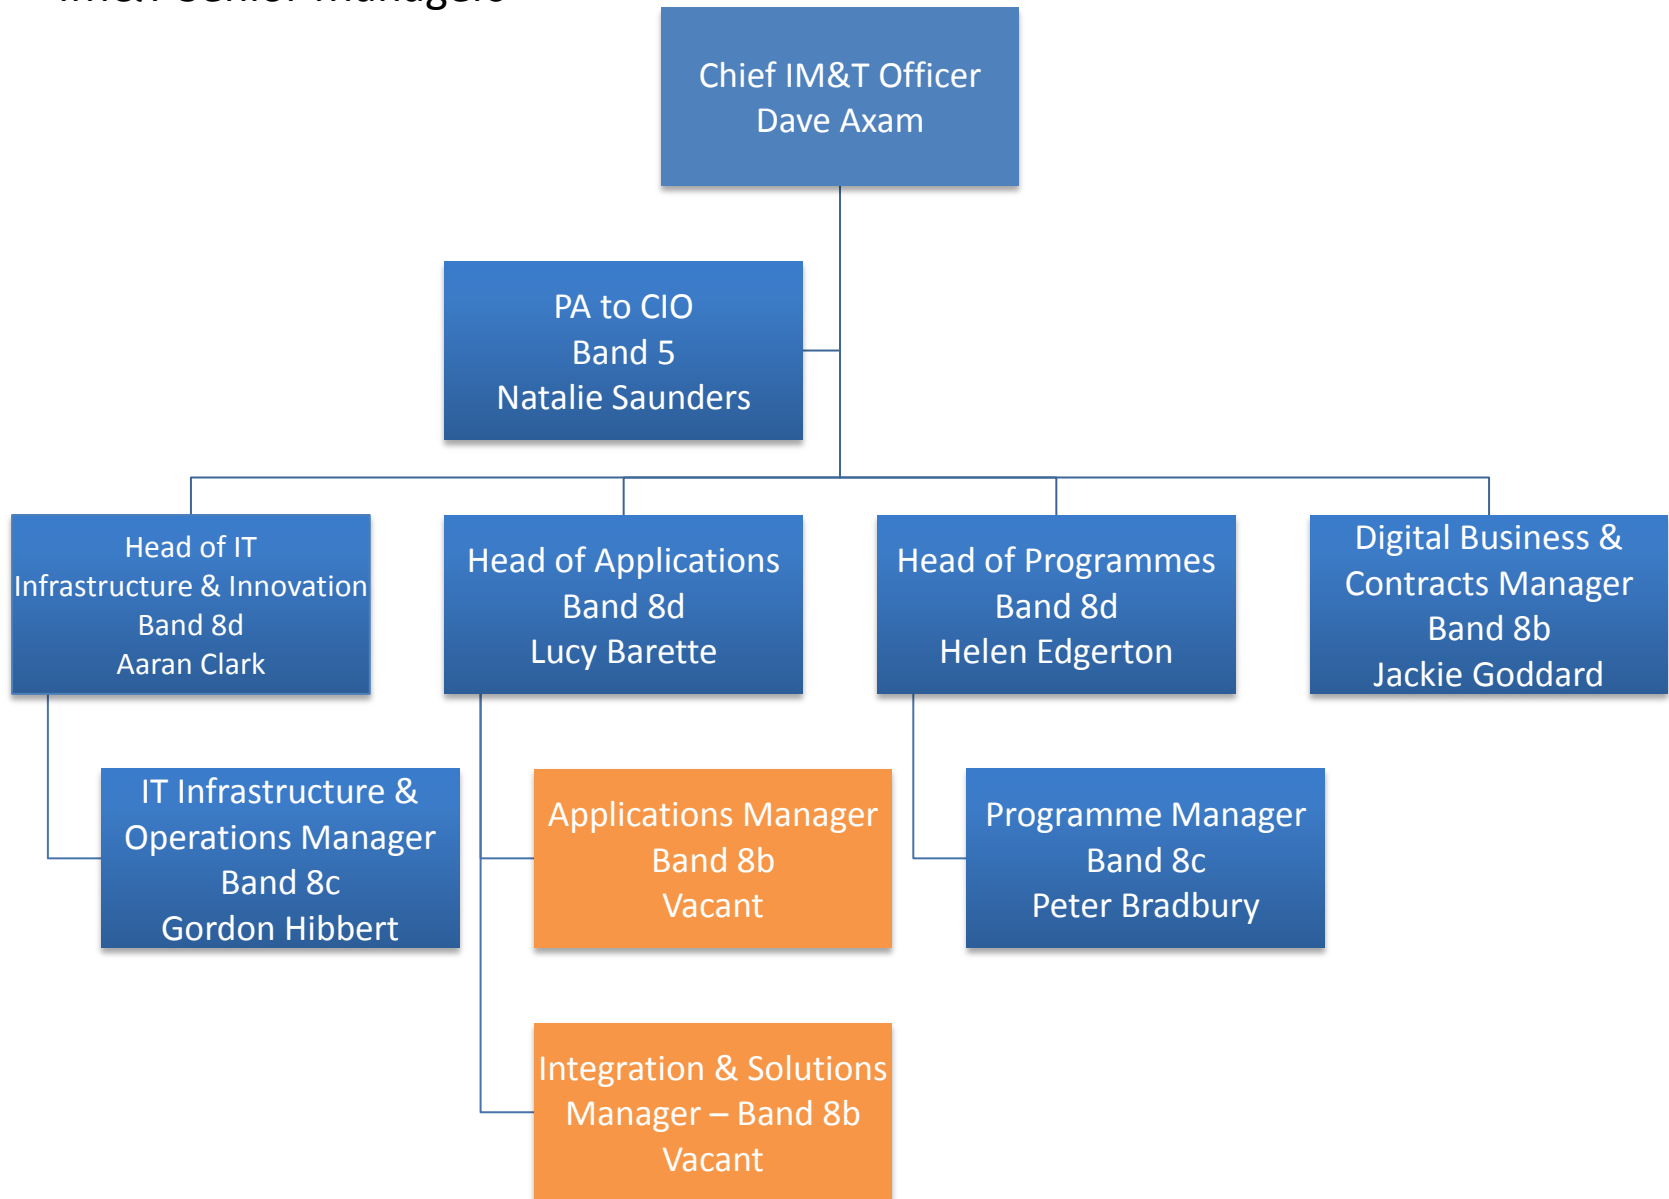 Senior Managers
Chief IM&T Officer
Dave Axam
PA to CIO
Band 5
Natalie Saunders
Head of IT
Infrastructure & Innovation
Band 8d
Aaran Clark
Head of Applications
Band 8d
Lucy Barette
Head of Programmes
Band 8d
Helen Edgerton
Digital Business &
Contracts Manager
Band 8b
Jackie Goddard
IT Infrastructure &
Operations Manager
Band 8c
Gordon Hibbert
Applications Manager
Band 8b
Vacant
Programme Manager
Band 8c
Peter Bradbury
Integration & Solutions
Manager – Band 8b
Vacant